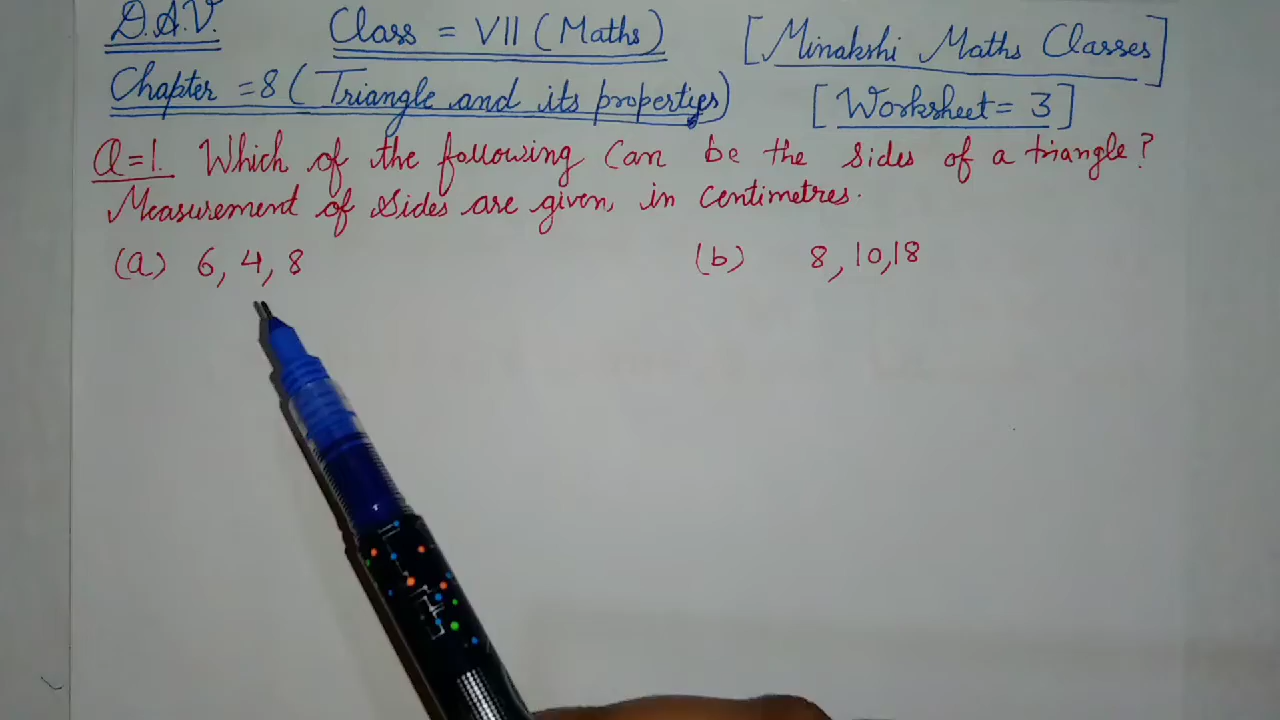 D.A.V. Class = VII (Maths) [Minakshi Maths Classes]
Chapter = 8 (Triangle and its properties) [Worksheet = 3]
Q=1. Which of the following Can be the sides of a triangle?
Measurement of Sides are given, in Centimetres.
(a) 6, 4, 8 (b) 8, 10, 18